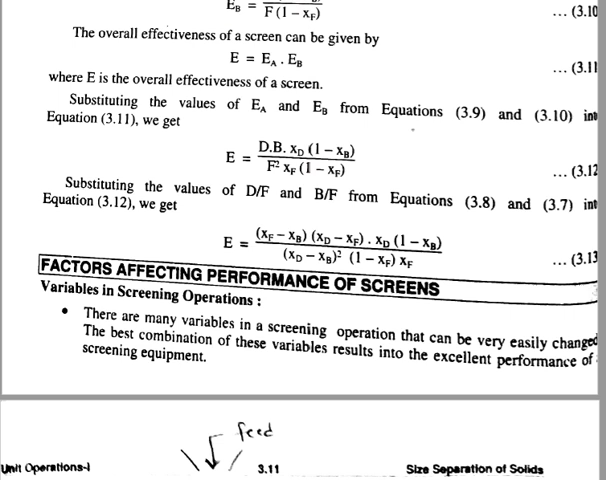 E_B = F (1 – x_F)
... (3.10
The overall effectiveness of a screen can be given by
E = E_A . E_B ... (3.11
where E is the overall effectiveness of a screen.
Substituting the values of E_A and E_B from Equations (3.9) and (3.10) int
Equation (3.11), we get
E = D.B. x_D (1 – x_B) / F² x_F (1 – x_F) ... (3.12
Substituting the values of D/F and B/F from Equations (3.8) and (3.7) int
Equation (3.12), we get
E = (x_F – x_B) (x_D – x_F) . x_D (1 – x_B) / (x_D – x_B)² (1 – x_F) x_F ... (3.13
FACTORS AFFECTING PERFORMANCE OF SCREENS
Variables in Screening Operations :
• There are many variables in a screening operation that can be very easily changed
The best combination of these variables results into the excellent performance of
screening equipment.
feed
Unit Operations-I 3.11 Size Separation of Solids